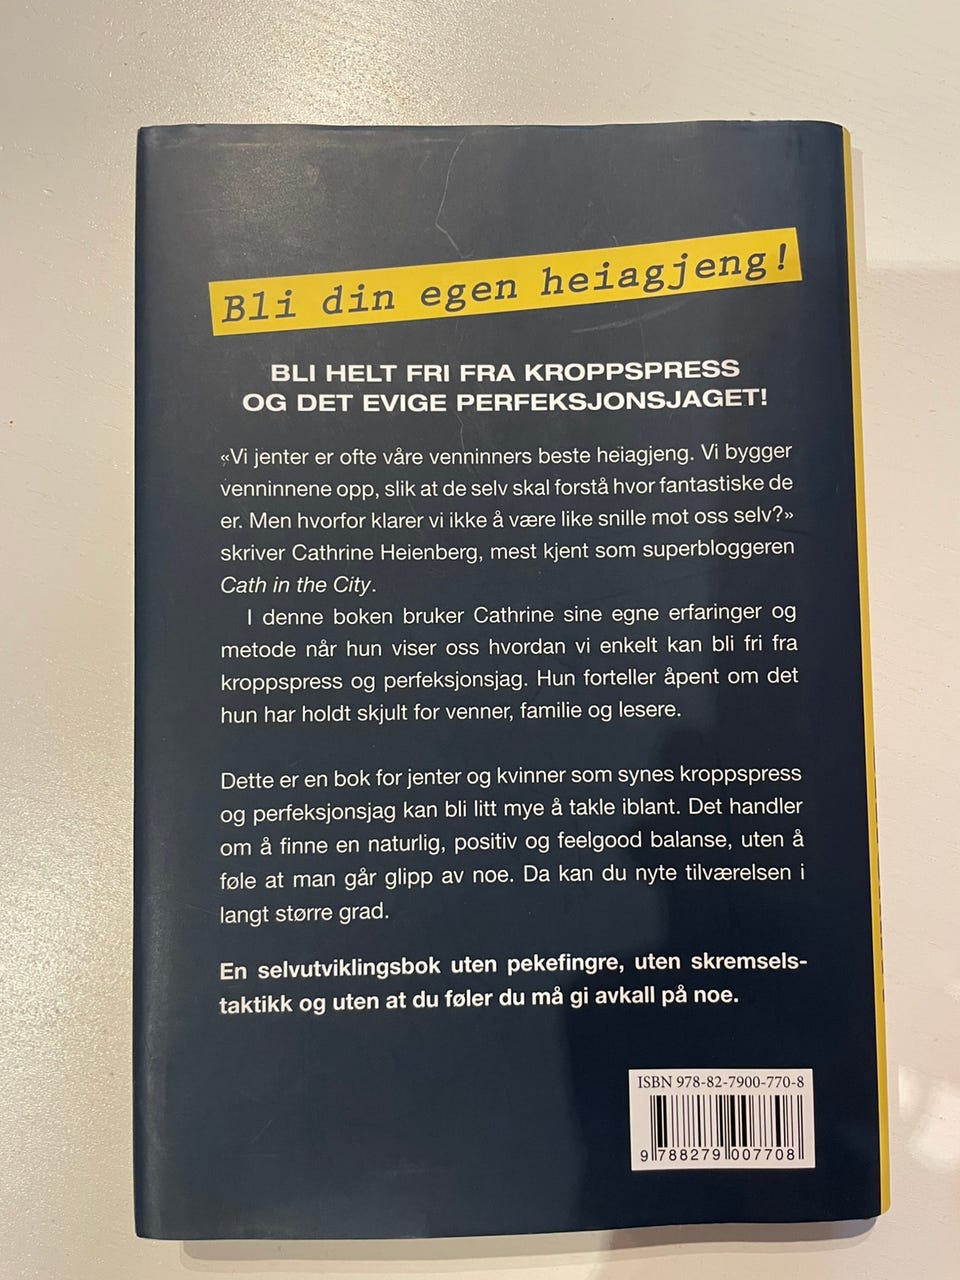 Bli din egen heiagjeng!
BLI HELT FRI FRA KROPPSPRESS
OG DET EVIGE PERFEKSJONSJAGET!
«Vi jenter er ofte våre venninners beste heiagjeng. Vi bygger
venninnene opp, slik at de selv skal forstå hvor fantastiske de
er. Men hvorfor klarer vi ikke å være like snille mot oss selv?»
skriver Cathrine Heienberg, mest kjent som superbloggeren
Cath in the City.
I denne boken bruker Cathrine sine egne erfaringer og
metode når hun viser oss hvordan vi enkelt kan bli fri fra
kroppspress og perfeksjonsjag. Hun forteller åpent om det
hun har holdt skjult for venner, familie og lesere.
Dette er en bok for jenter og kvinner som synes kroppspress
og perfeksjonsjag kan bli litt mye å takle iblant. Det handler
om å finne en naturlig, positiv og feelgood balanse, uten å
føle at man går glipp av noe. Da kan du nyte tilværelsen i
langt større grad.
En selvutviklingsbok uten pekefingre, uten skremsels-
taktikk og uten at du føler du må gi avkall på noe.
ISBN 978-82-7900-770-8
9 788279 007708